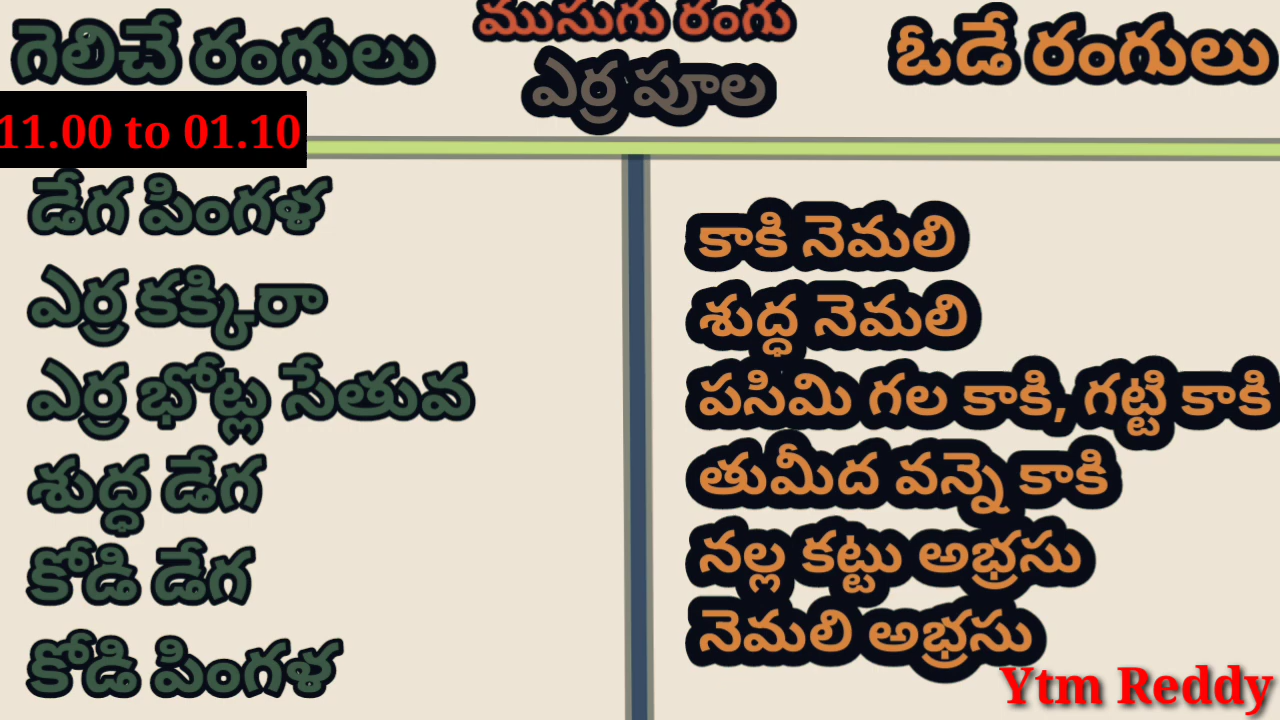 గెలిచే రంగులు
ముసుగు రంగు
ఎర్ర పూల
ఓడే రంగులు
11.00 to 01.10
డేగ పింగళ
ఎర్ర కక్కిరా
ఎర్ర భోట్ల సేతువ
శుద్ధ డేగ
కోడి డేగ
కోడి పింగళ
కాకి నెమలి
శుద్ధ నెమలి
పసిమి గల కాకి, గట్టి కాకి
తుమీద వన్నె కాకి
నల్ల కట్టు అభ్రసు
నెమలి అభ్రసు
Ytm Reddy